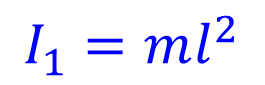 I₁ = ml²